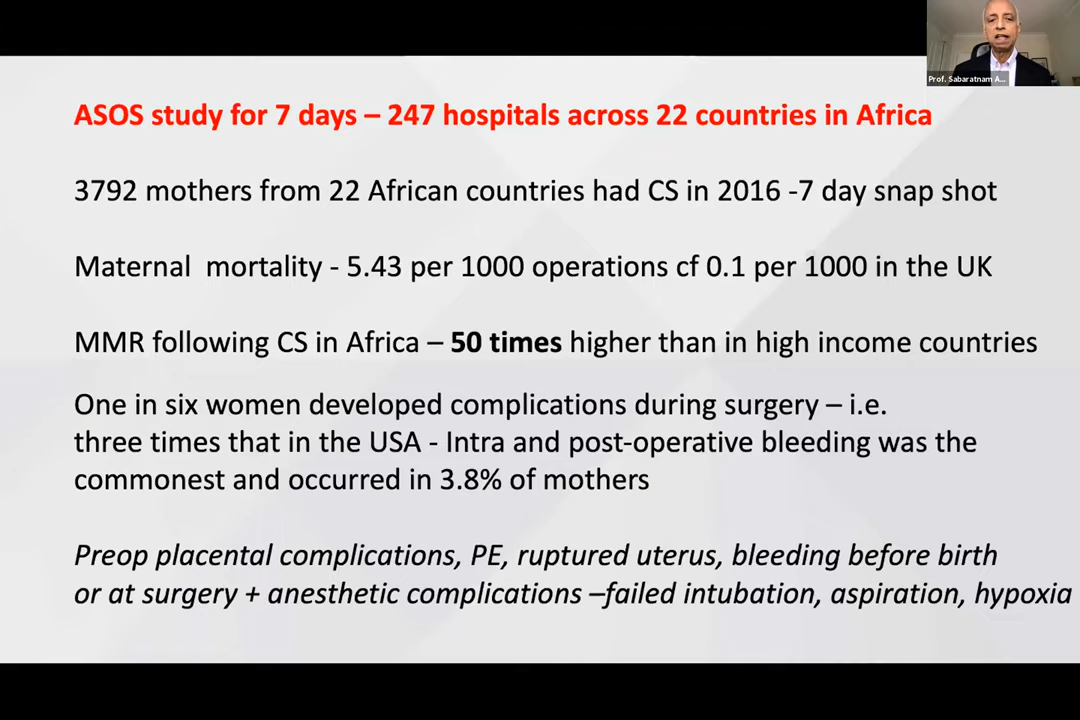 Prof. Sabaratnam A...
ASOS study for 7 days – 247 hospitals across 22 countries in Africa
3792 mothers from 22 African countries had CS in 2016 -7 day snap shot
Maternal mortality - 5.43 per 1000 operations cf 0.1 per 1000 in the UK
MMR following CS in Africa – 50 times higher than in high income countries
One in six women developed complications during surgery – i.e.
three times that in the USA - Intra and post-operative bleeding was the
commonest and occurred in 3.8% of mothers
Preop placental complications, PE, ruptured uterus, bleeding before birth
or at surgery + anesthetic complications –failed intubation, aspiration, hypoxia